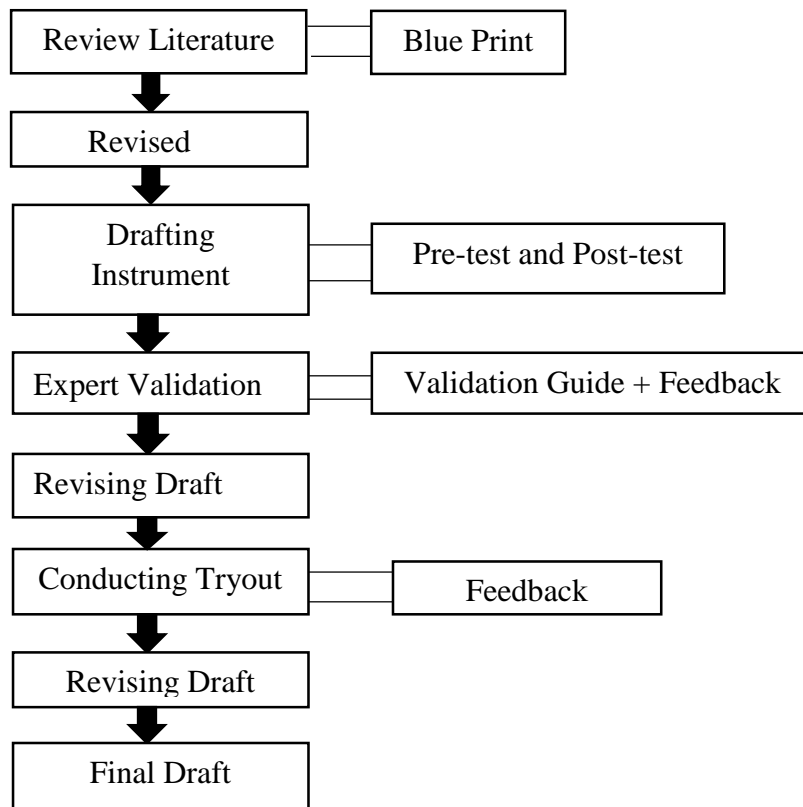 Review Literature
Blue Print
Revised
Drafting
Instrument
Pre-test and Post-test
Expert Validation
Validation Guide + Feedback
Revising Draft
Conducting Tryout
Feedback
Revising Draft
Final Draft